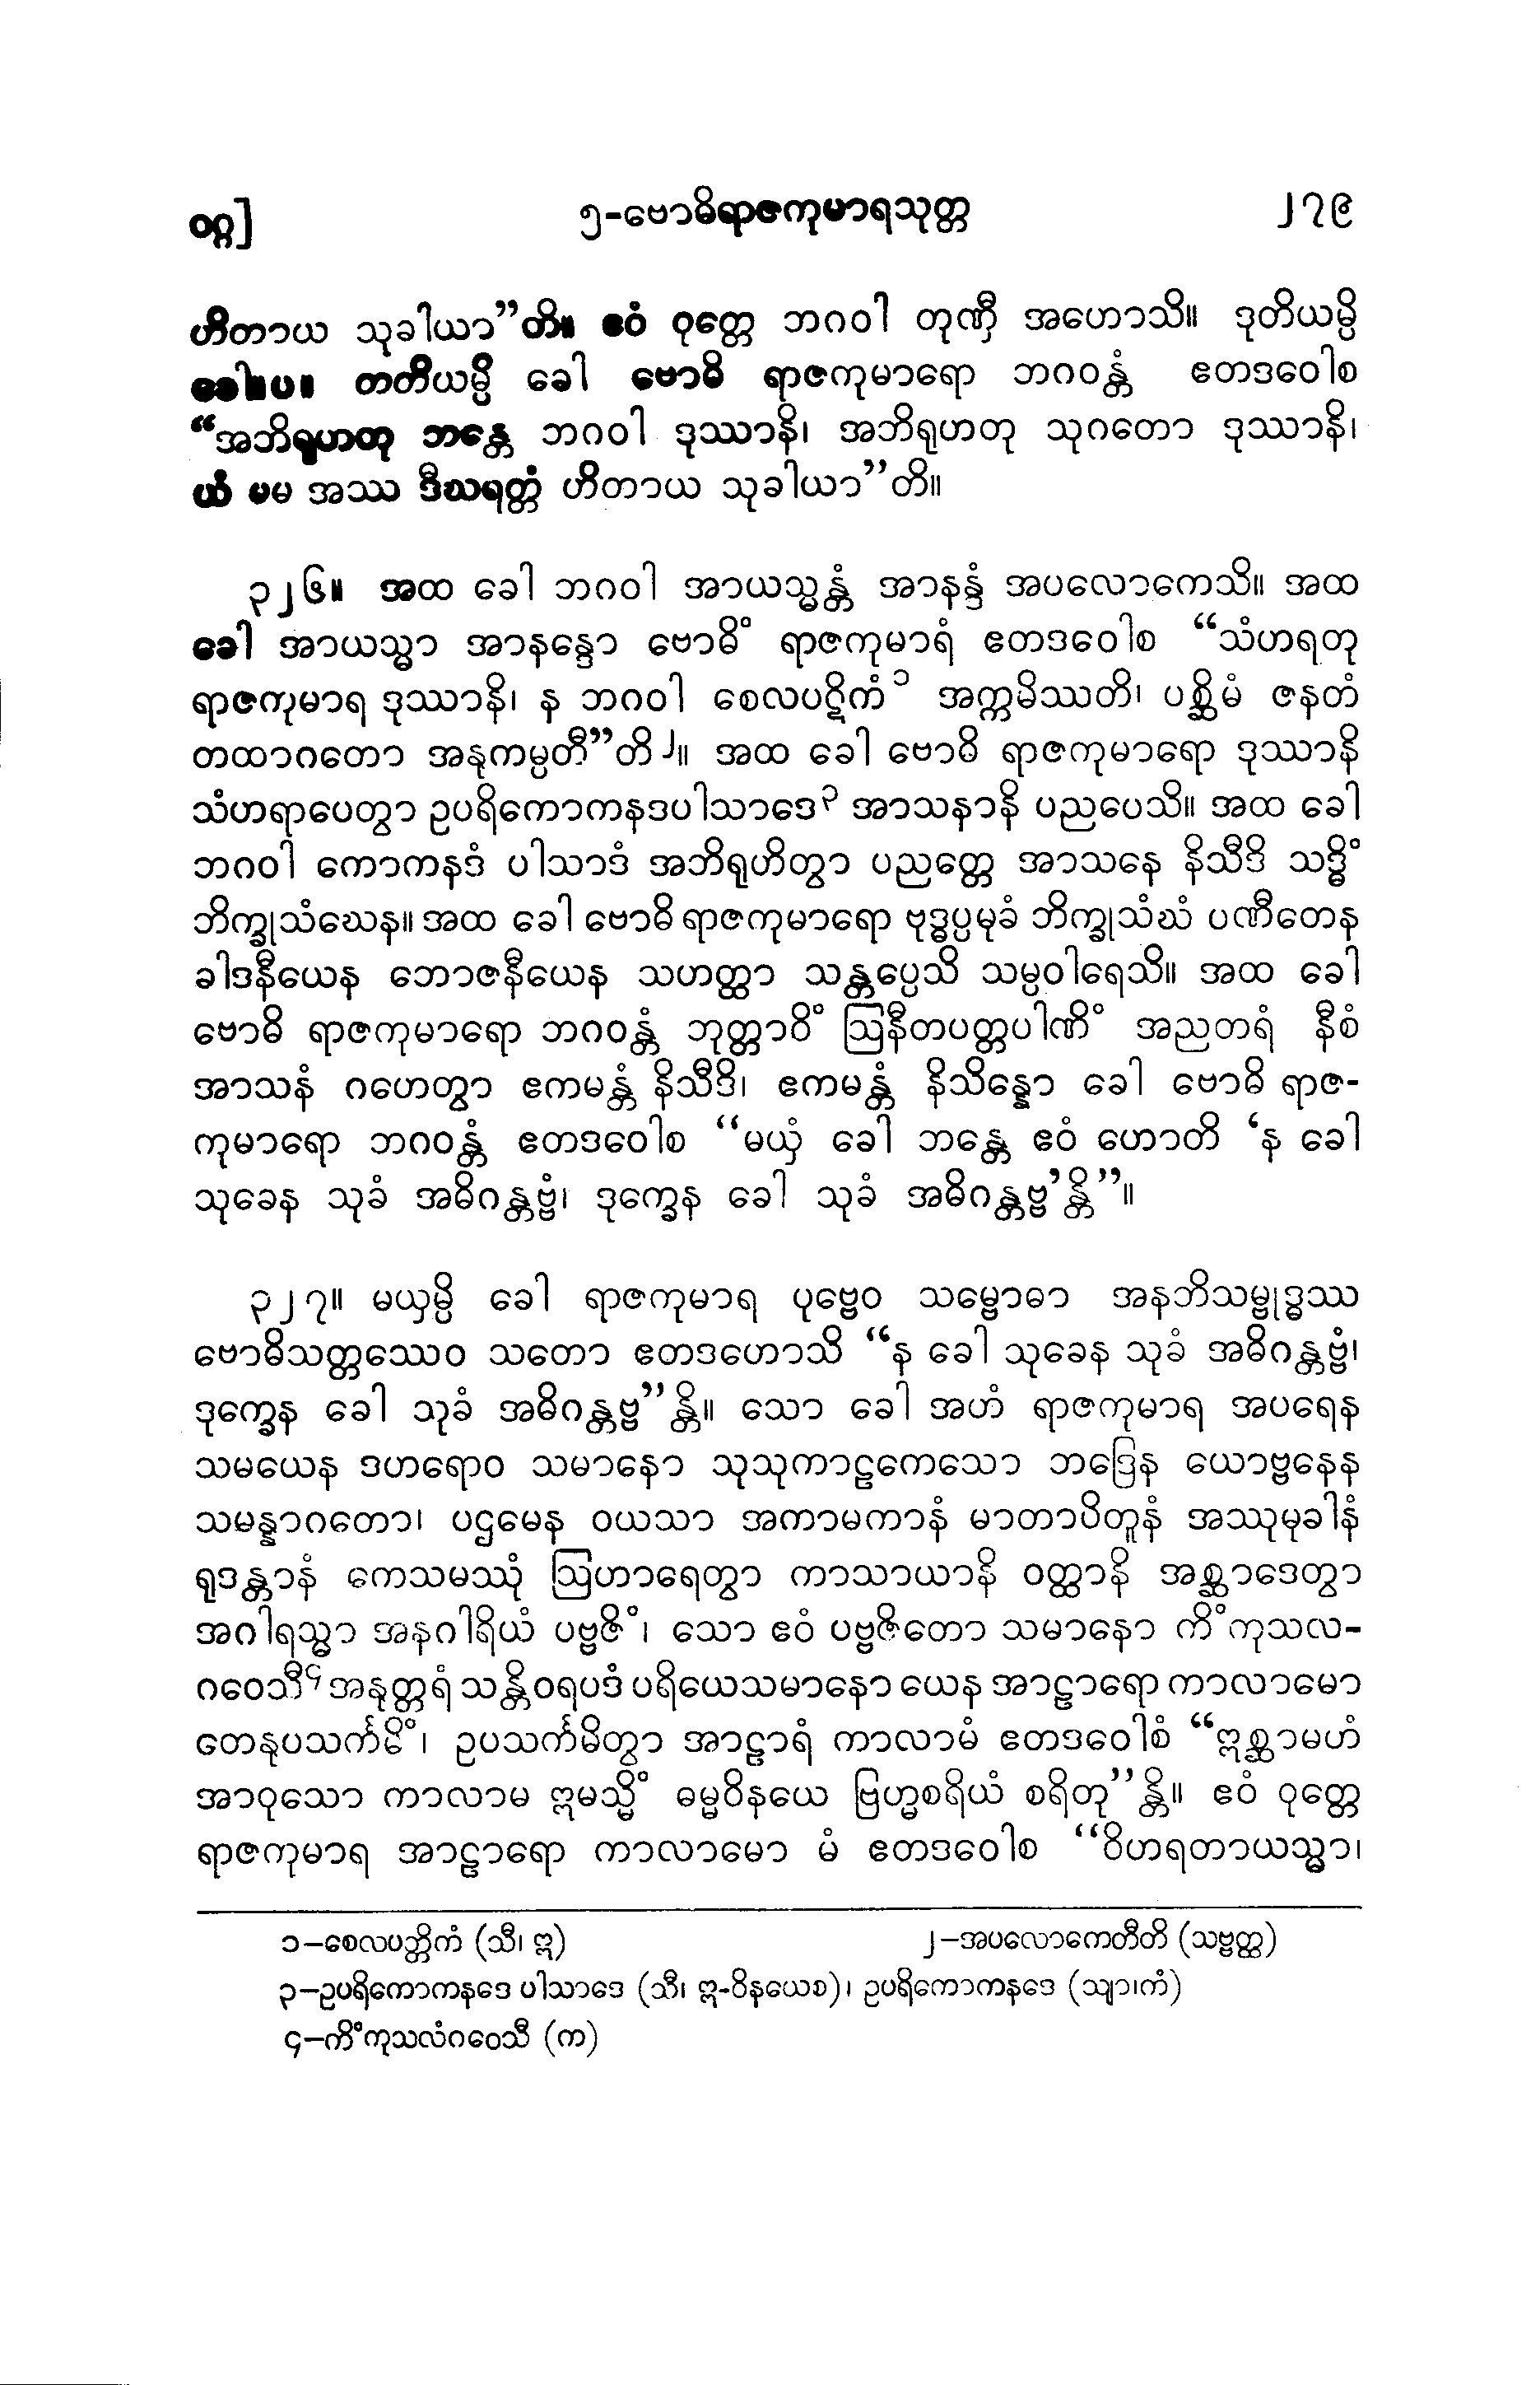 ဝဂ္ဂ]
၅-ဗောဓိရာဇကုမာရသုတ္တ
၂၇၉
ဟိတာယ သုခါယာ”တိ။ ဧဝံ ဝုတ္တေ ဘဂဝါ တုဏှီ အဟောသိ။ ဒုတိယမ္ပိ
ခေါ။ပ။ တတိယမ္ပိ ခေါ ဗောဓိ ရာဇကုမာရော ဘဂဝန္တံ ဧတဒဝေါစ
“အဘိရုဟတု ဘန္တေ ဘဂဝါ ဒုဿာနိ၊ အဘိရုဟတု သုဂတော ဒုဿာနိ၊
ယံ မမ အဿ ဒီဃရတ္တံ ဟိတာယ သုခါယာ”တိ။
၃၂၆။ အထ ခေါ ဘဂဝါ အာယသ္မန္တံ အာနန္ဒံ အပလောကေသိ။ အထ
ခေါ အာယသ္မာ အာနန္ဒော ဗောဓိံ ရာဇကုမာရံ ဧတဒဝေါစ “သံဟရတု
ရာဇကုမာရ ဒုဿာနိ၊ န ဘဂဝါ စေလပဋိကံ ၁ အက္ကမိဿတိ၊ ပစ္ဆိမံ ဇနတံ
တထာဂတော အနုကမ္ပတီ”တိ ၂။ အထ ခေါ ဗောဓိ ရာဇကုမာရော ဒုဿာနိ
သံဟရာပေတွာ ဥပရိကောကနဒပါသာဒေ ၃ အာသနာနိ ပညပေသိ။ အထ ခေါ
ဘဂဝါ ကောကနဒံ ပါသာဒံ အဘိရုဟိတွာ ပညတ္တေ အာသနေ နိသီဒိ သဒ္ဓိံ
ဘိက္ခုသံဃေန။ အထ ခေါ ဗောဓိ ရာဇကုမာရော ဗုဒ္ဓပ္ပမုခံ ဘိက္ခုသံဃံ ပဏီတေန
ခါဒနီယေန ဘောဇနီယေန သဟတ္ထာ သန္တပ္ပေသိ သမ္ပဝါရေသိ။ အထ ခေါ
ဗောဓိ ရာဇကုမာရော ဘဂဝန္တံ ဘုတ္တာဝိံ ဩနီတပတ္တပါဏိံ အညတရံ နီစံ
အာသနံ ဂဟေတွာ ဧကမန္တံ နိသီဒိ၊ ဧကမန္တံ နိသိန္နော ခေါ ဗောဓိ ရာဇ-
ကုမာရော ဘဂဝန္တံ ဧတဒဝေါစ “မယှံ ခေါ ဘန္တေ ဧဝံ ဟောတိ ‘န ခေါ
သုခေန သုခံ အဓိဂန္တဗ္ဗံ၊ ဒုက္ခေန ခေါ သုခံ အဓိဂန္တဗ္ဗ’န္တိ”။
၃၂၇။ မယှမ္ပိ ခေါ ရာဇကုမာရ ပုဗ္ဗေဝ သမ္ဗောဓာ အနဘိသမ္ဗုဒ္ဓဿ
ဗောဓိသတ္တဿေဝ သတော ဧတဒဟောသိ “န ခေါ သုခေန သုခံ အဓိဂန္တဗ္ဗံ၊
ဒုက္ခေန ခေါ သုခံ အဓိဂန္တဗ္ဗ”န္တိ။ သော ခေါ အဟံ ရာဇကုမာရ အပရေန
သမယေန ဒဟရောဝ သမာနော သုသုကာဠကေသော ဘဒြေန ယောဗ္ဗနေန
သမန္နာဂတော၊ ပဌမေန ဝယသာ အကာမကာနံ မာတာပိတူနံ အဿုမုခါနံ
ရုဒန္တာနံ ကေသမဿုံ ဩဟာရေတွာ ကာသာယာနိ ဝတ္ထာနိ အစ္ဆာဒေတွာ
အဂါရသ္မာ အနဂါရိယံ ပဗ္ဗဇိံ၊ သော ဧဝံ ပဗ္ဗဇိတော သမာနော ကိံကုသလ-
ဂဝေသီ ၄ အနုတ္တရံ သန္တိဝရပဒံ ပရိယေသမာနော ယေန အာဠာရော ကာလာမော
တေနုပသင်္ကမိံ၊ ဥပသင်္ကမိတွာ အာဠာရံ ကာလာမံ ဧတဒဝေါစံ “ဣစ္ဆာမဟံ
အာဝုသော ကာလာမ ဣမသ္မိံ ဓမ္မဝိနယေ ဗြဟ္မစရိယံ စရိတု”န္တိ။ ဧဝံ ဝုတ္တေ
ရာဇကုမာရ အာဠာရော ကာလာမော မံ ဧတဒဝေါစ “ဝိဟရတာယသ္မာ၊
၁-စေလပတ္တိကံ (သီ၊ ဣ)
၂-အပလောကေတီတိ (သဗ္ဗတ္ထ)
၃-ဥပရိကောကနဒေ ပါသာဒေ (သီ၊ ဣ-ဝိနယေစ)၊ ဥပရိကောကနဒေ (သျာ၊ကံ)
၄-ကိံကုသလံဂဝေသီ (က)